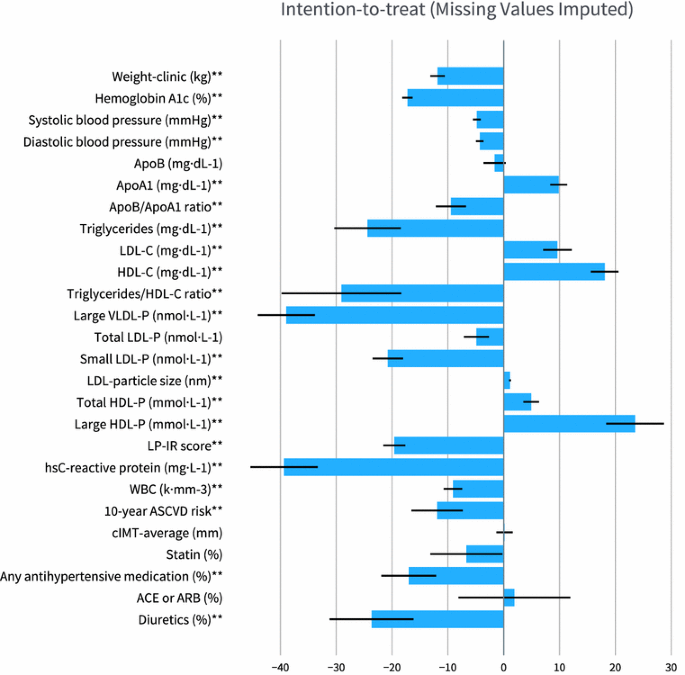 Intention-to-treat (Missing Values Imputed)
Weight-clinic (kg)**
Hemoglobin A1c (%)**
Systolic blood pressure (mmHg)**
Diastolic blood pressure (mmHg)**
ApoB (mg·dL-1)
ApoA1 (mg·dL-1)**
ApoB/ApoA1 ratio**
Triglycerides (mg·dL-1)**
LDL-C (mg·dL-1)**
HDL-C (mg·dL-1)**
Triglycerides/HDL-C ratio**
Large VLDL-P (nmol·L-1)**
Total LDL-P (nmol·L-1)
Small LDL-P (nmol·L-1)**
LDL-particle size (nm)**
Total HDL-P (mmol·L-1)**
Large HDL-P (mmol·L-1)**
LP-IR score**
hsC-reactive protein (mg·L-1)**
WBC (k·mm-3)**
10-year ASCVD risk**
cIMT-average (mm)
Statin (%)
Any antihypertensive medication (%)**
ACE or ARB (%)
Diuretics (%)**
−40 −30 −20 −10 0 10 20 30